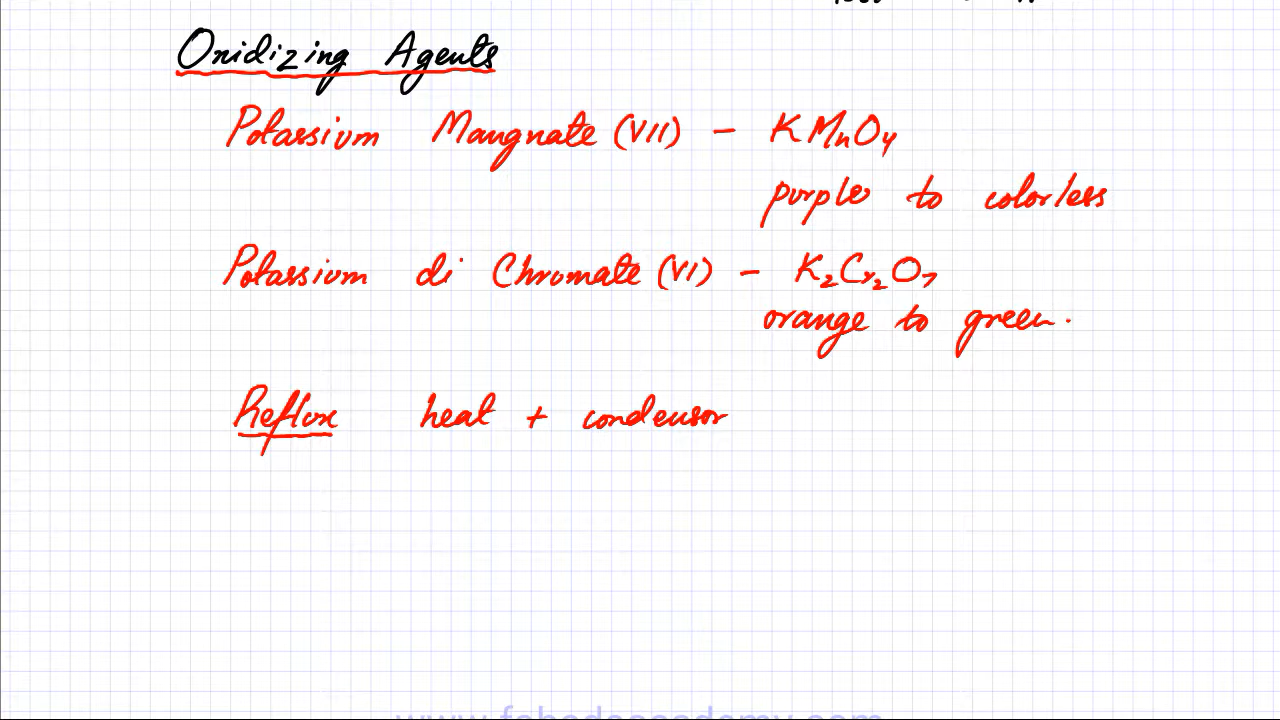 Oxidizing Agents
Potassium Mangnate (VII) - KMnO4
purple to colorless
Potassium di Chromate (VI) - K2Cr2O7
orange to green.
Reflux heat + condensor